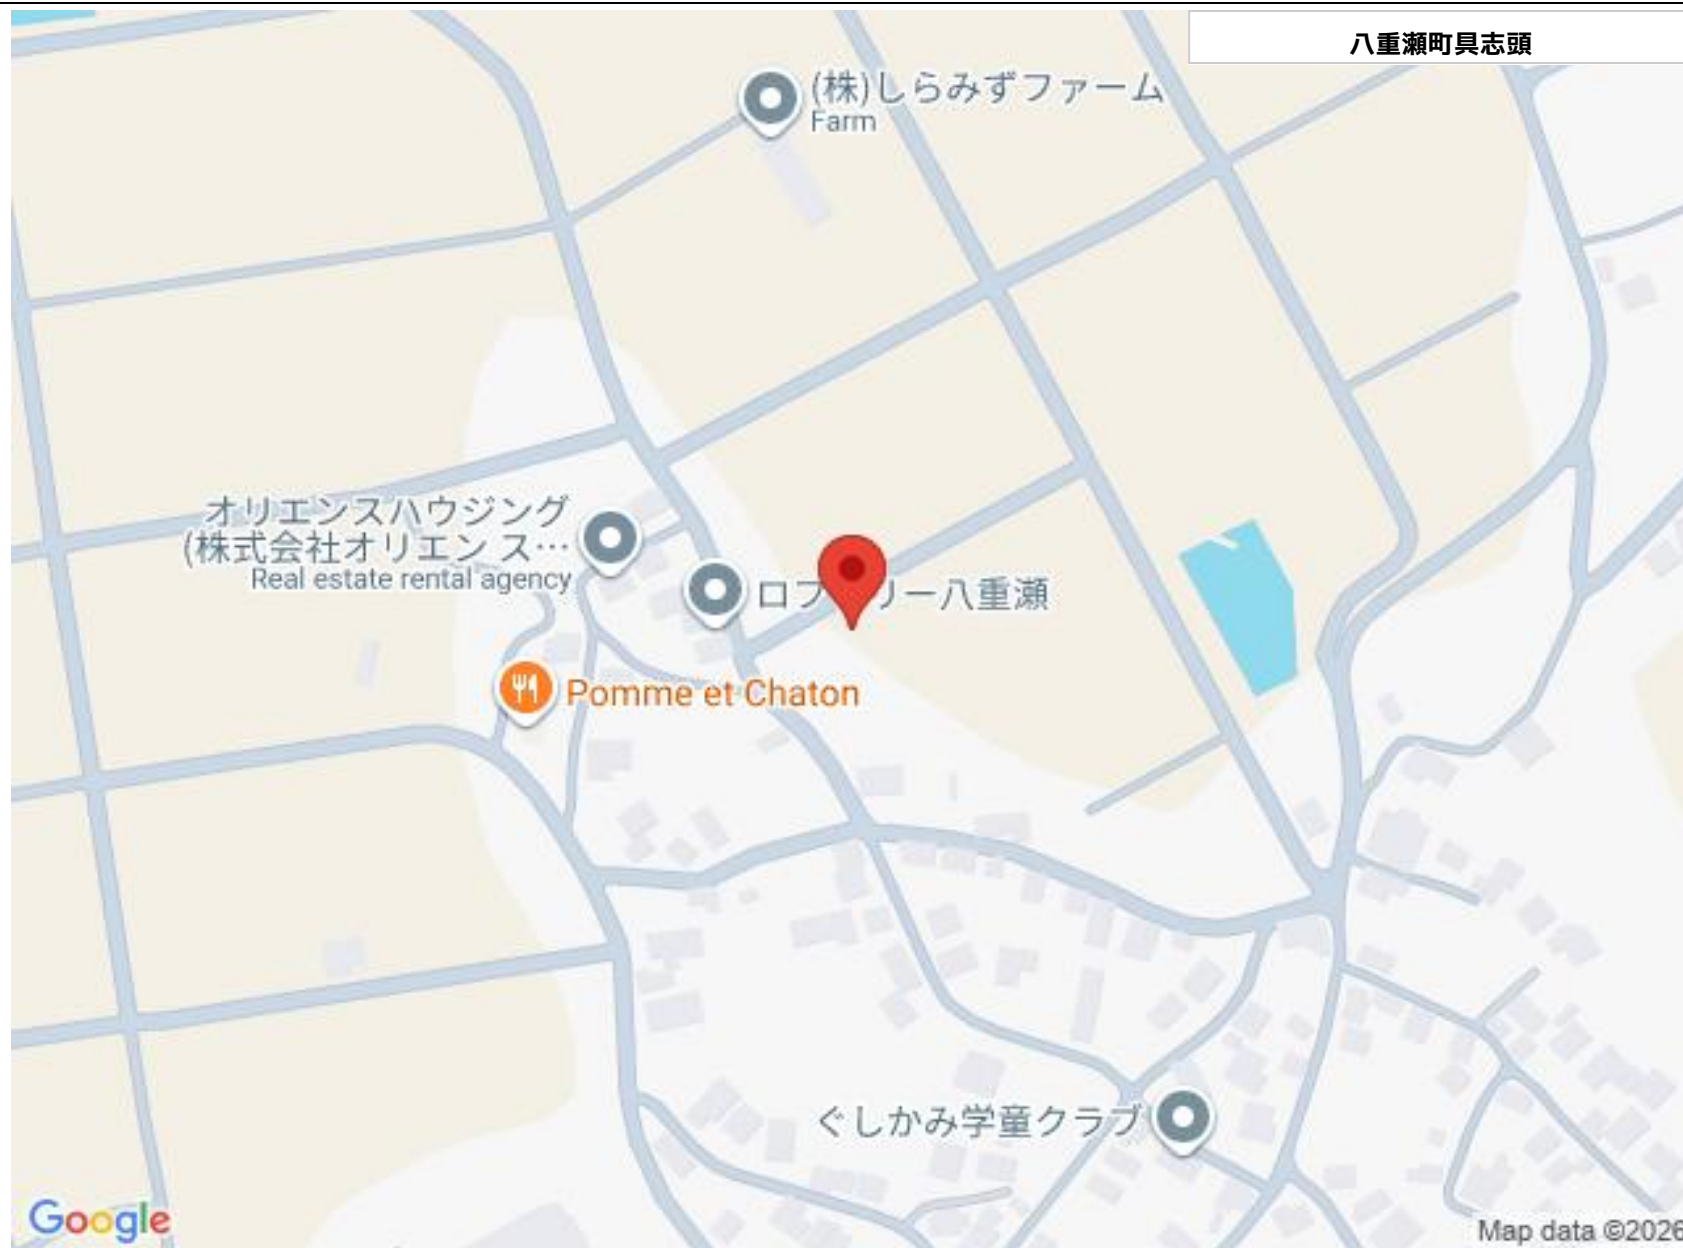 八重瀬町具志頭
(株)しらみずファーム
Farm
オリエンスハウジング
(株式会社オリエンス…
Real estate rental agency
ロフ リー八重瀬
Pomme et Chaton
ぐしかみ学童クラブ
Google
Map data ©2026